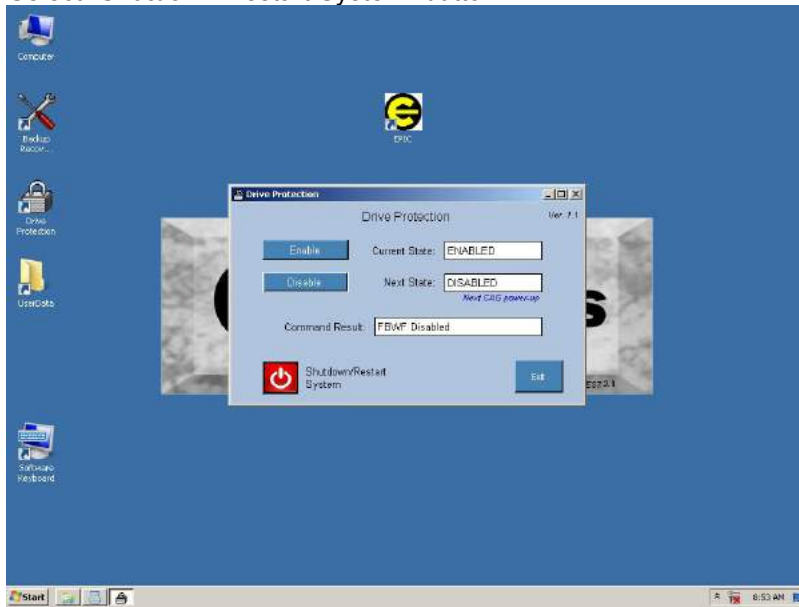 Computer
Backup
Recov...
EPIC
Drive
Protection
UserData
Software
Keyboard
Drive Protection
Drive Protection
Ver. 2.1
Enable
Current State:
ENABLED
Disable
Next State:
DISABLED
Next CAG power-up
Command Result:
FBWF Disabled
Shutdown/Restart
System
Exit
s
Start
8:53 AM